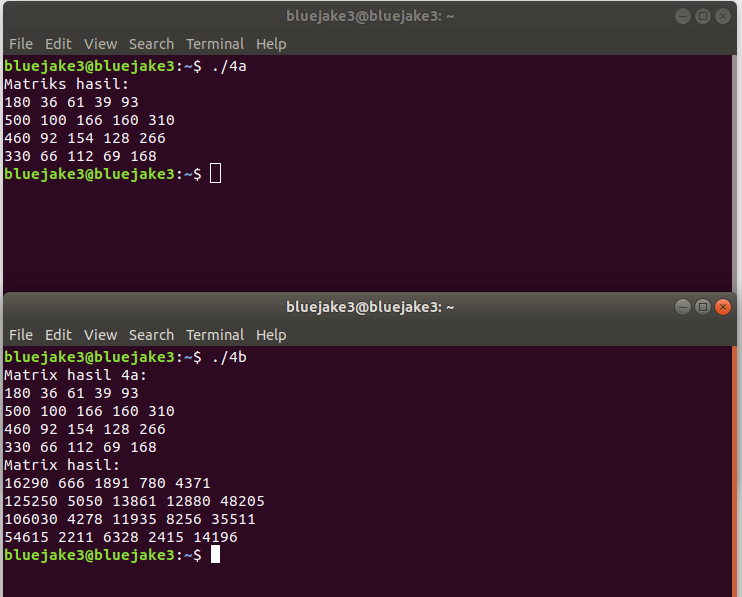 bluejake3@bluejake3: ~
File Edit View Search Terminal Help
bluejake3@bluejake3:~$ ./4a
Matriks hasil:
180 36 61 39 93
500 100 166 160 310
460 92 154 128 266
330 66 112 69 168
bluejake3@bluejake3:~$
bluejake3@bluejake3: ~
File Edit View Search Terminal Help
bluejake3@bluejake3:~$ ./4b
Matrix hasil 4a:
180 36 61 39 93
500 100 166 160 310
460 92 154 128 266
330 66 112 69 168
Matrix hasil:
16290 666 1891 780 4371
125250 5050 13861 12880 48205
106030 4278 11935 8256 35511
54615 2211 6328 2415 14196
bluejake3@bluejake3:~$